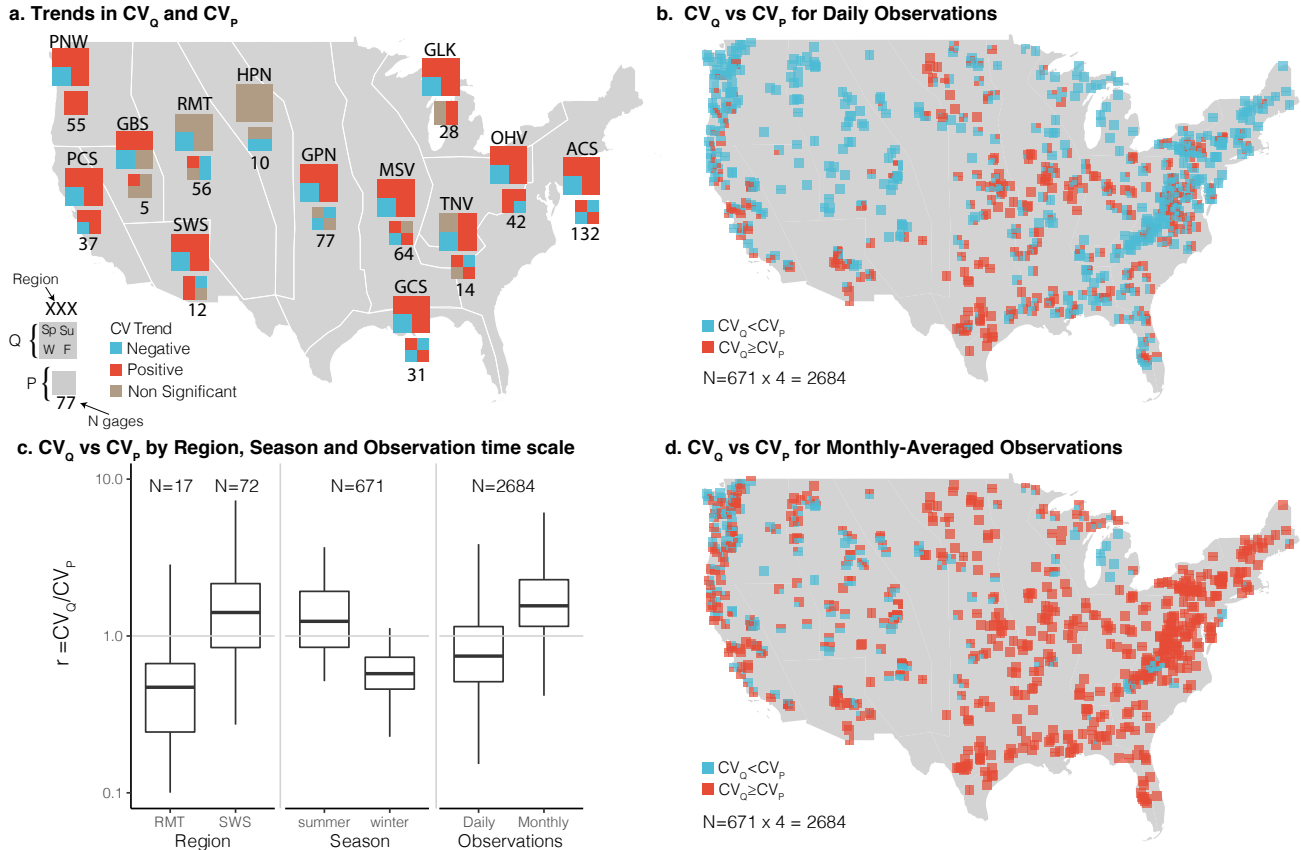 a. Trends in CVQ and CVP
PNW
55
GBS
5
RMT
56
HPN
10
GLK
28
PCS
37
SWS
12
GPN
77
MSV
64
TNV
14
OHV
42
ACS
132
GCS
31
Region
XXX
Q { Sp Su
W F
P {
77
N gages
CV Trend
Negative
Positive
Non Significant
b. CVQ vs CVP for Daily Observations
CVQ<CVP
CVQ≥CVP
N=671 x 4 = 2684
c. CVQ vs CVP by Region, Season and Observation time scale
r =CVQ/CVP
10.0
1.0
0.1
N=17 N=72 N=671 N=2684
RMT SWS summer winter Daily Monthly
Region Season Observations
d. CVQ vs CVP for Monthly-Averaged Observations
CVQ<CVP
CVQ≥CVP
N=671 x 4 = 2684